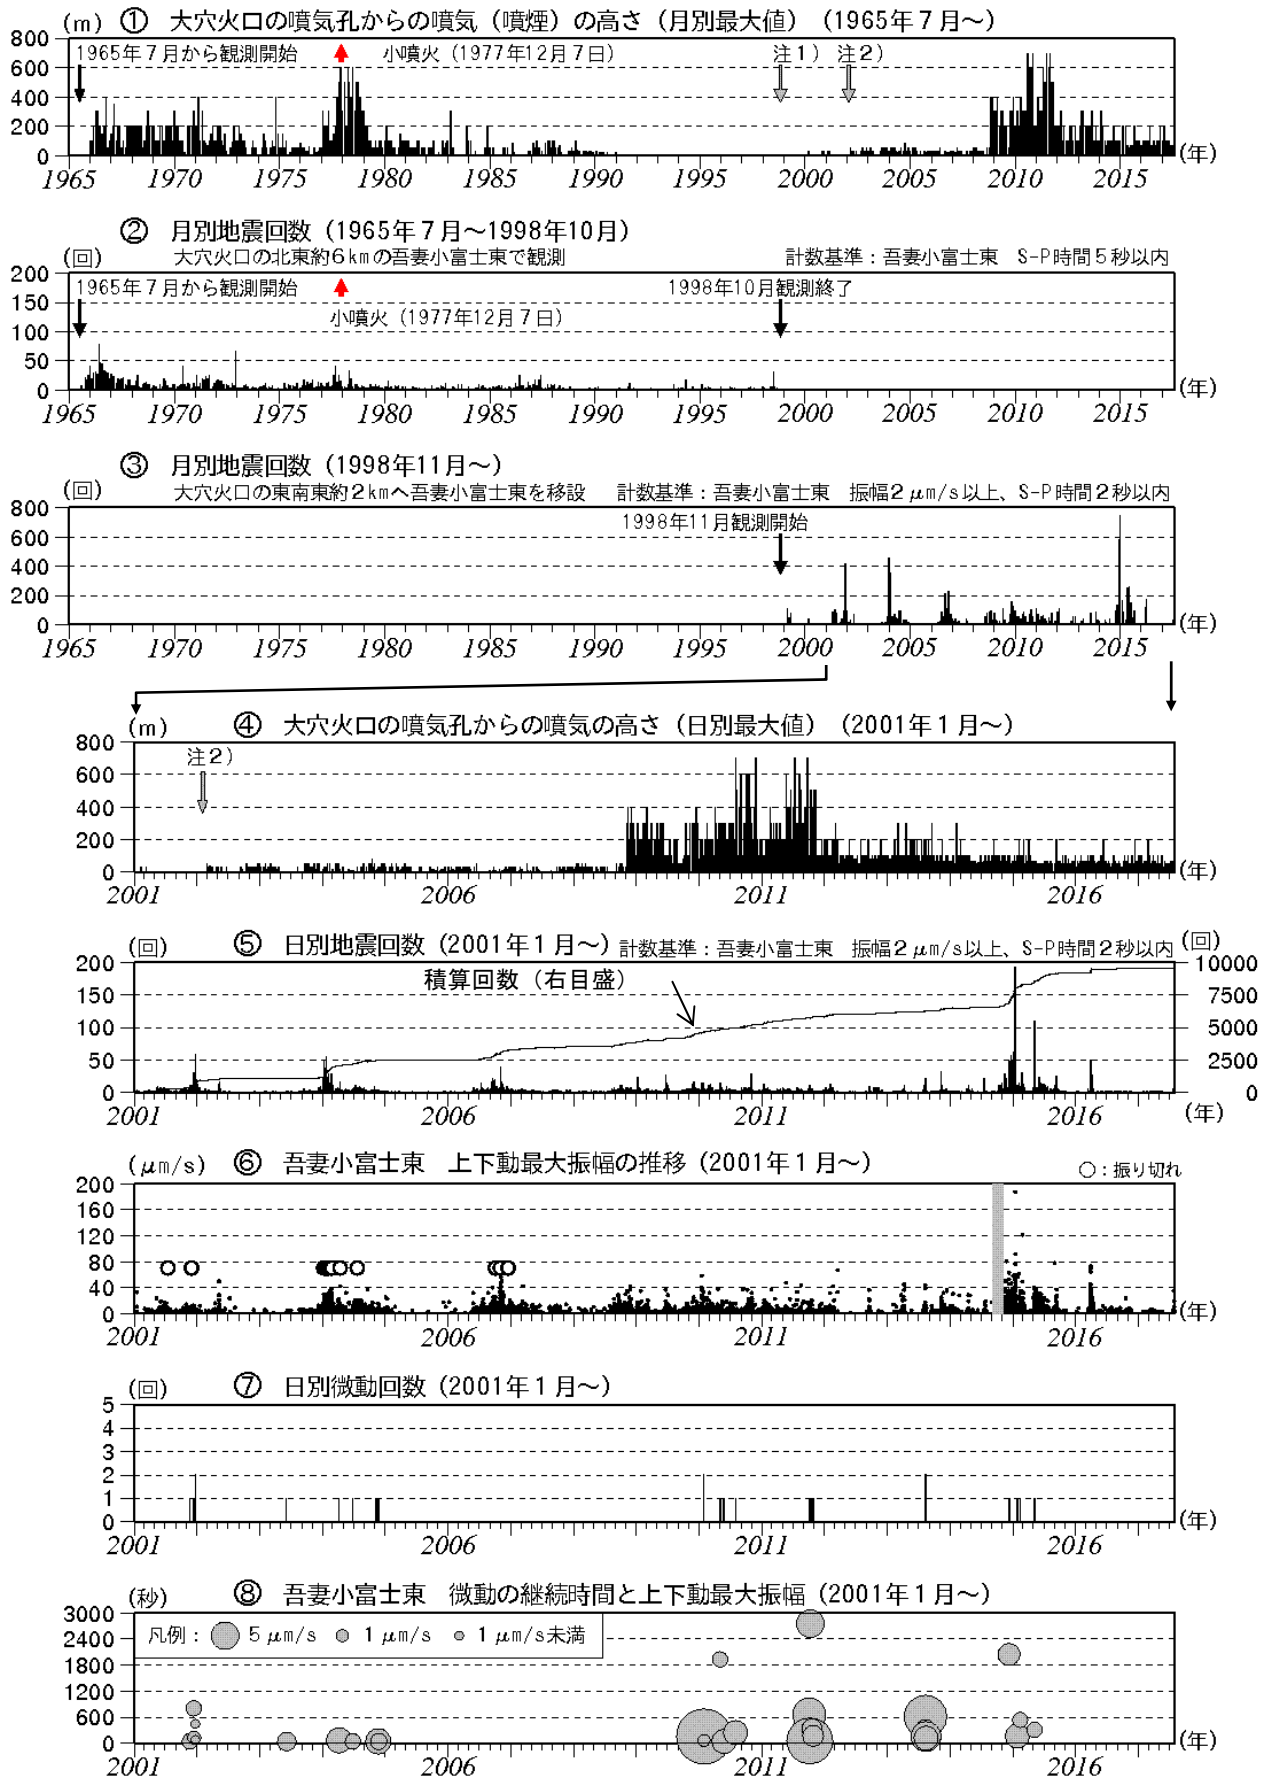 (m) ① 大穴火口の噴気孔からの噴気（噴煙）の高さ（月別最大値）（1965年７月～）
800
1965年７月から観測開始 小噴火（1977年12月７日） 注１） 注２）
600
400
200
0
(年)
1965 1970 1975 1980 1985 1990 1995 2000 2005 2010 2015
② 月別地震回数（1965年７月～1998年10月）
(回) 大穴火口の北東約６kmの吾妻小富士東で観測 計数基準：吾妻小富士東 S-P時間５秒以内
200
1965年７月から観測開始 1998年10月観測終了
150
小噴火（1977年12月７日）
100
50
0
(年)
1965 1970 1975 1980 1985 1990 1995 2000 2005 2010 2015
③ 月別地震回数（1998年11月～）
(回) 大穴火口の東南東約２kmへ吾妻小富士東を移設 計数基準：吾妻小富士東 振幅２μm/s以上、S-P時間２秒以内
800
1998年11月観測開始
600
400
200
0
(年)
1965 1970 1975 1980 1985 1990 1995 2000 2005 2010 2015
(m) ④ 大穴火口の噴気孔からの噴気の高さ（日別最大値）（2001年１月～）
800
注２）
600
400
200
0
(年)
2001 2006 2011 2016
(回) ⑤ 日別地震回数（2001年１月～） 計数基準：吾妻小富士東 振幅２μm/s以上、S-P時間２秒以内 (回)
200 10000
積算回数（右目盛）
150 7500
100 5000
50 2500
0 0
2001 2006 2011 2016 (年)
(μm/s) ⑥ 吾妻小富士東 上下動最大振幅の推移（2001年１月～）
○：振り切れ
200
160
120
80
40
0
(年)
2001 2006 2011 2016
(回) ⑦ 日別微動回数（2001年１月～）
5
4
3
2
1
0
(年)
2001 2006 2011 2016
(秒) ⑧ 吾妻小富士東 微動の継続時間と上下動最大振幅（2001年１月～）
3000
凡例： 5 μm/s 1 μm/s 1 μm/s未満
2400
1800
1200
600
0
(年)
2001 2006 2011 2016